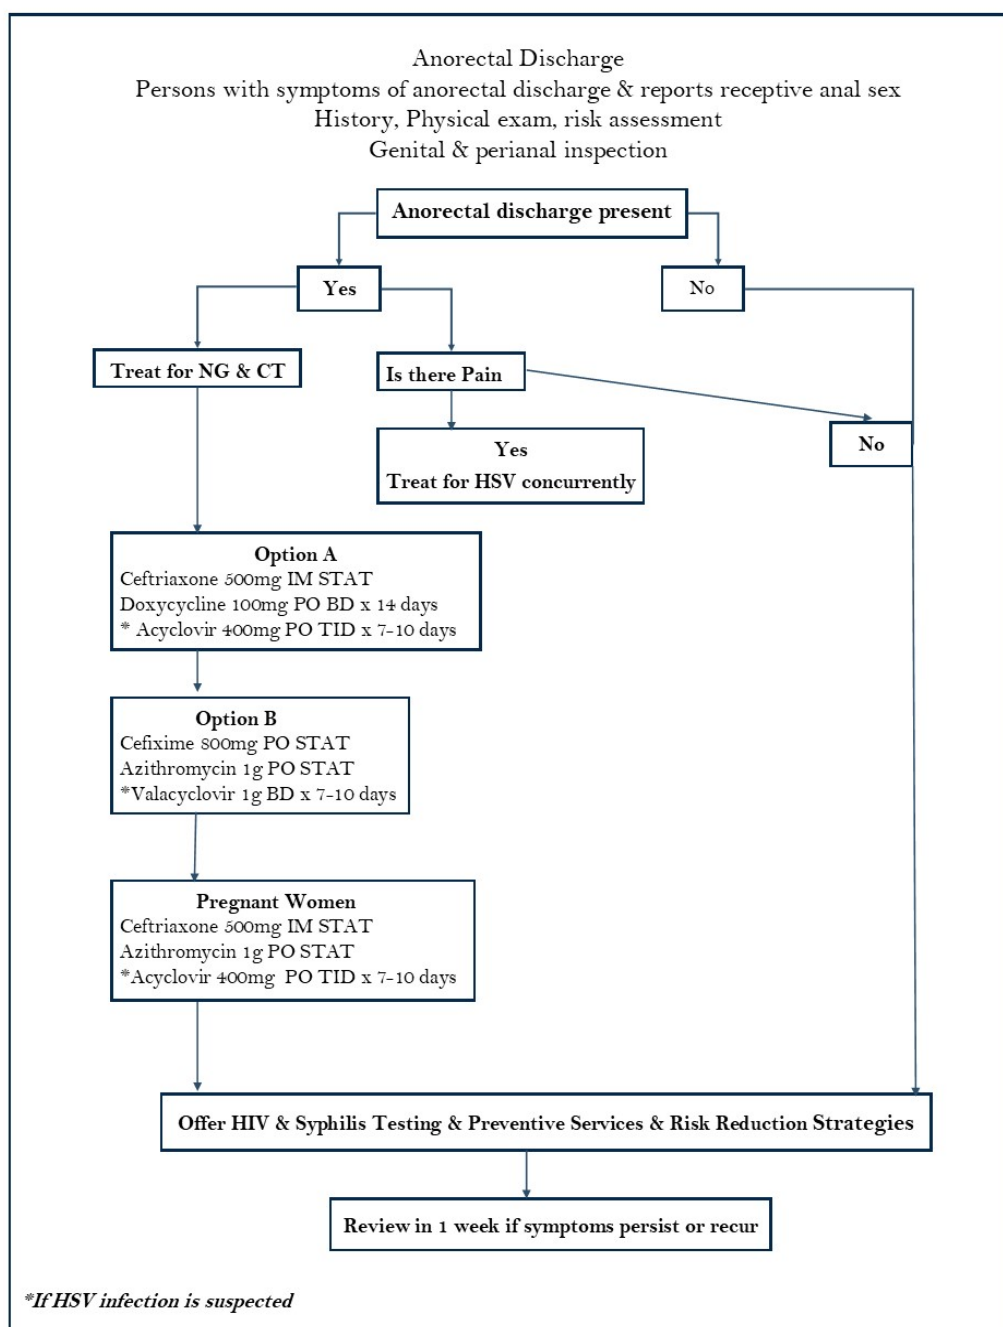 Anorectal Discharge
Persons with symptoms of anorectal discharge & reports receptive anal sex
History, Physical exam, risk assessment
Genital & perianal inspection
Anorectal discharge present
Yes
No
Treat for NG & CT
Is there Pain
No
Yes
Treat for HSV concurrently
Option A
Ceftriaxone 500mg IM STAT
Doxycycline 100mg PO BD x 14 days
* Acyclovir 400mg PO TID x 7-10 days
Option B
Cefixime 800mg PO STAT
Azithromycin 1g PO STAT
*Valacyclovir 1g BD x 7-10 days
Pregnant Women
Ceftriaxone 500mg IM STAT
Azithromycin 1g PO STAT
*Acyclovir 400mg PO TID x 7-10 days
Offer HIV & Syphilis Testing & Preventive Services & Risk Reduction Strategies
Review in 1 week if symptoms persist or recur
*If HSV infection is suspected